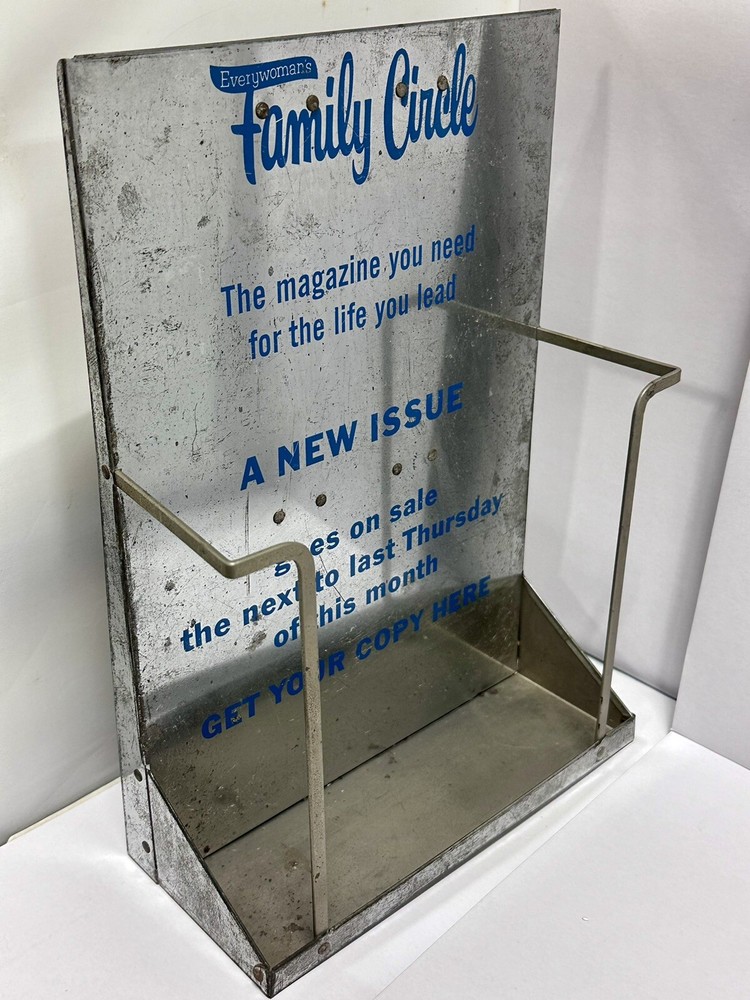 Everywoman's
Family Circle
The magazine you need
for the life you lead
A NEW ISSUE
goes on sale
the next to last Thursday
of this month
GET YOUR COPY HERE